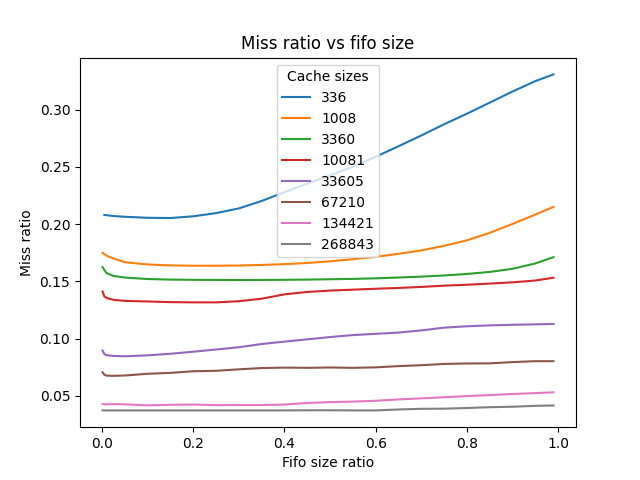 Miss ratio vs fifo size
Cache sizes
336
1008
3360
10081
33605
67210
134421
268843
Miss ratio
0.30
0.25
0.20
0.15
0.10
0.05
0.0 0.2 0.4 0.6 0.8 1.0
Fifo size ratio